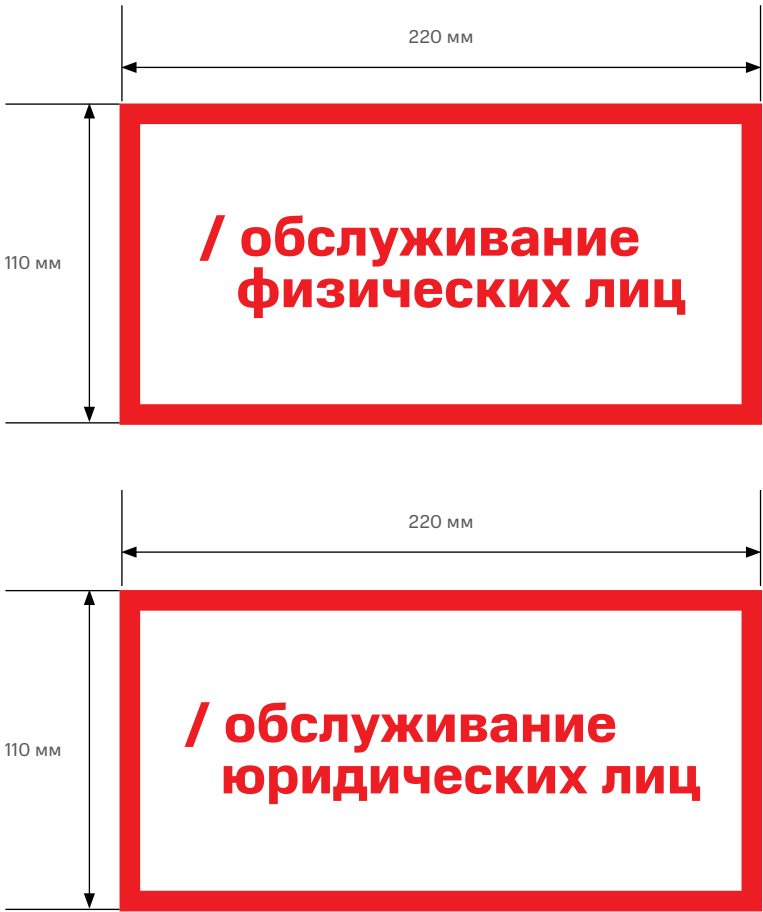 220 мм
110 мм
/ обслуживание
физических лиц
220 мм
110 мм
/ обслуживание
юридических лиц